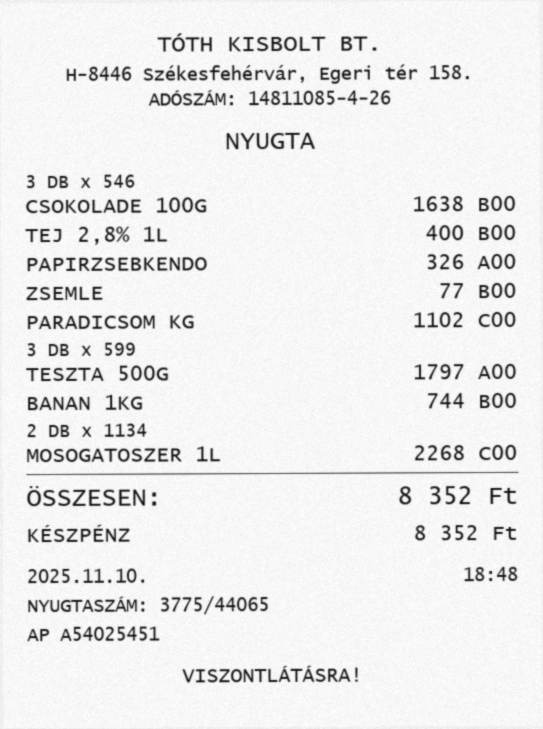 TÓTH KISBOLT BT.
H-8446 Székesfehérvár, Egeri tér 158.
ADÓSZÁM: 14811085-4-26
NYUGTA
3 DB x 546
CSOKOLADE 100G 1638 B00
TEJ 2,8% 1L 400 B00
PAPIRZSEBKENDO 326 A00
ZSEMLE 77 B00
PARADICSOM KG 1102 C00
3 DB x 599
TESZTA 500G 1797 A00
BANAN 1KG 744 B00
2 DB x 1134
MOSOGATOSZER 1L 2268 C00
ÖSSZESEN: 8 352 Ft
KÉSZPÉNZ 8 352 Ft
2025.11.10. 18:48
NYUGTASZÁM: 3775/44065
AP A54025451
VISZONTLÁTÁSRA!